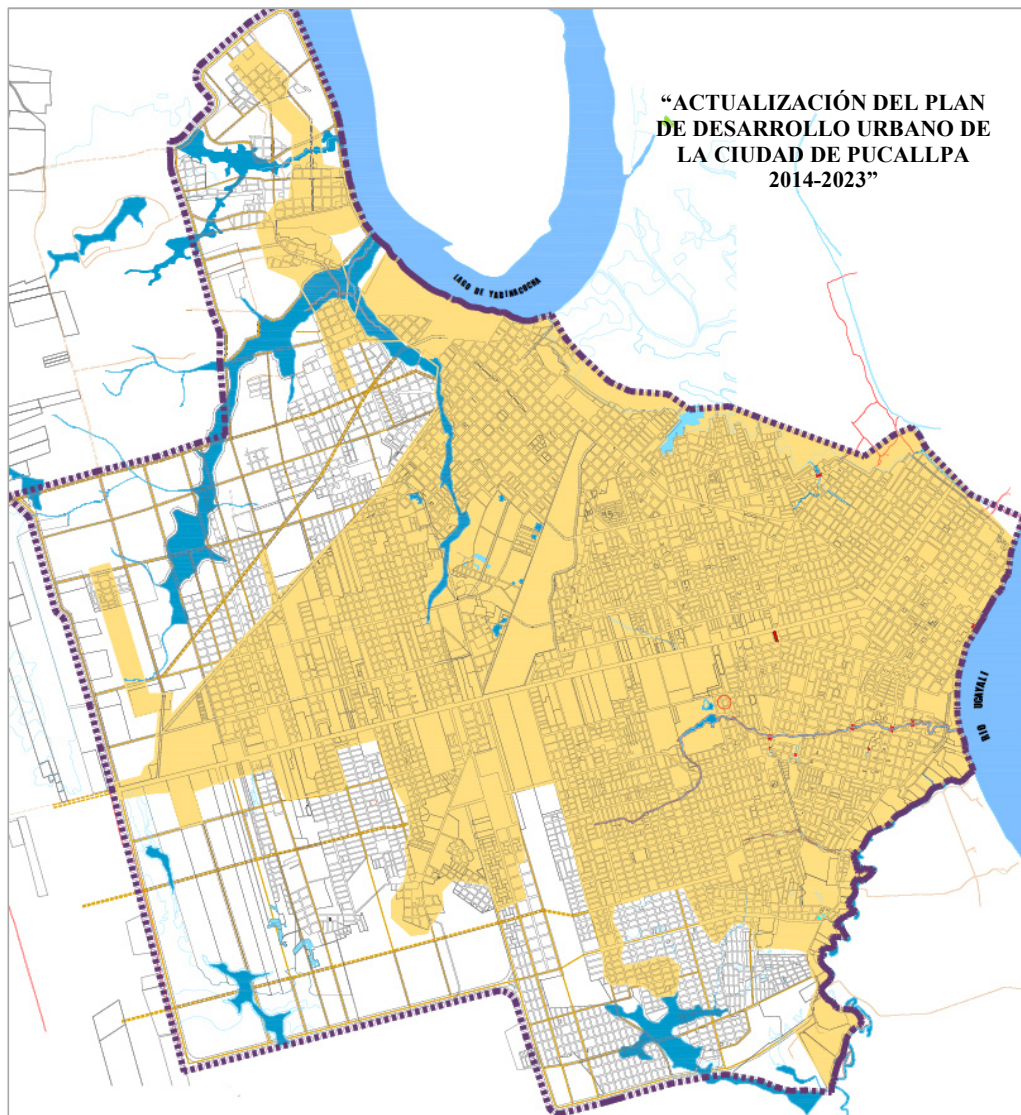 “ACTUALIZACIÓN DEL PLAN
DE DESARROLLO URBANO DE
LA CIUDAD DE PUCALLPA
2014-2023”
LAGO DE YARINACOCHA
RIO UCAYALI